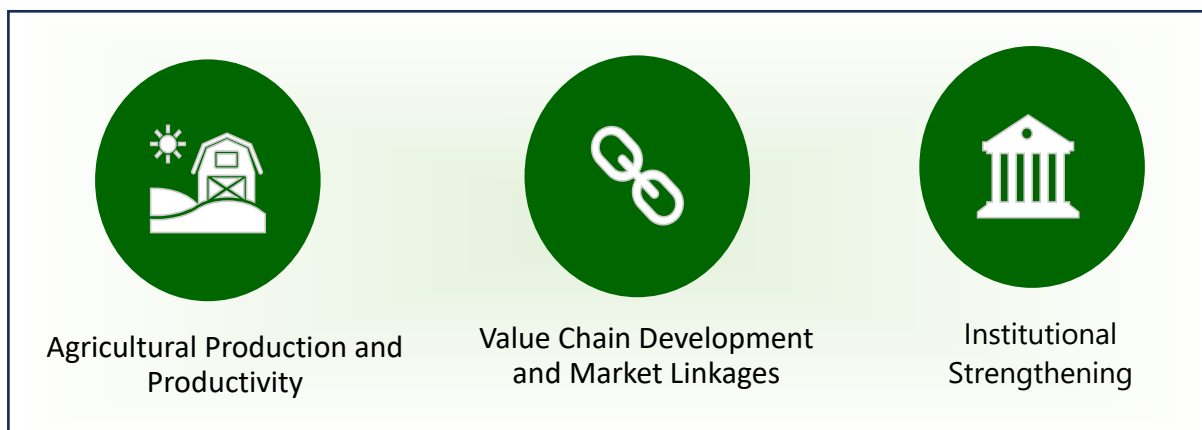 Agricultural Production and
Productivity
Value Chain Development
and Market Linkages
Institutional
Strengthening